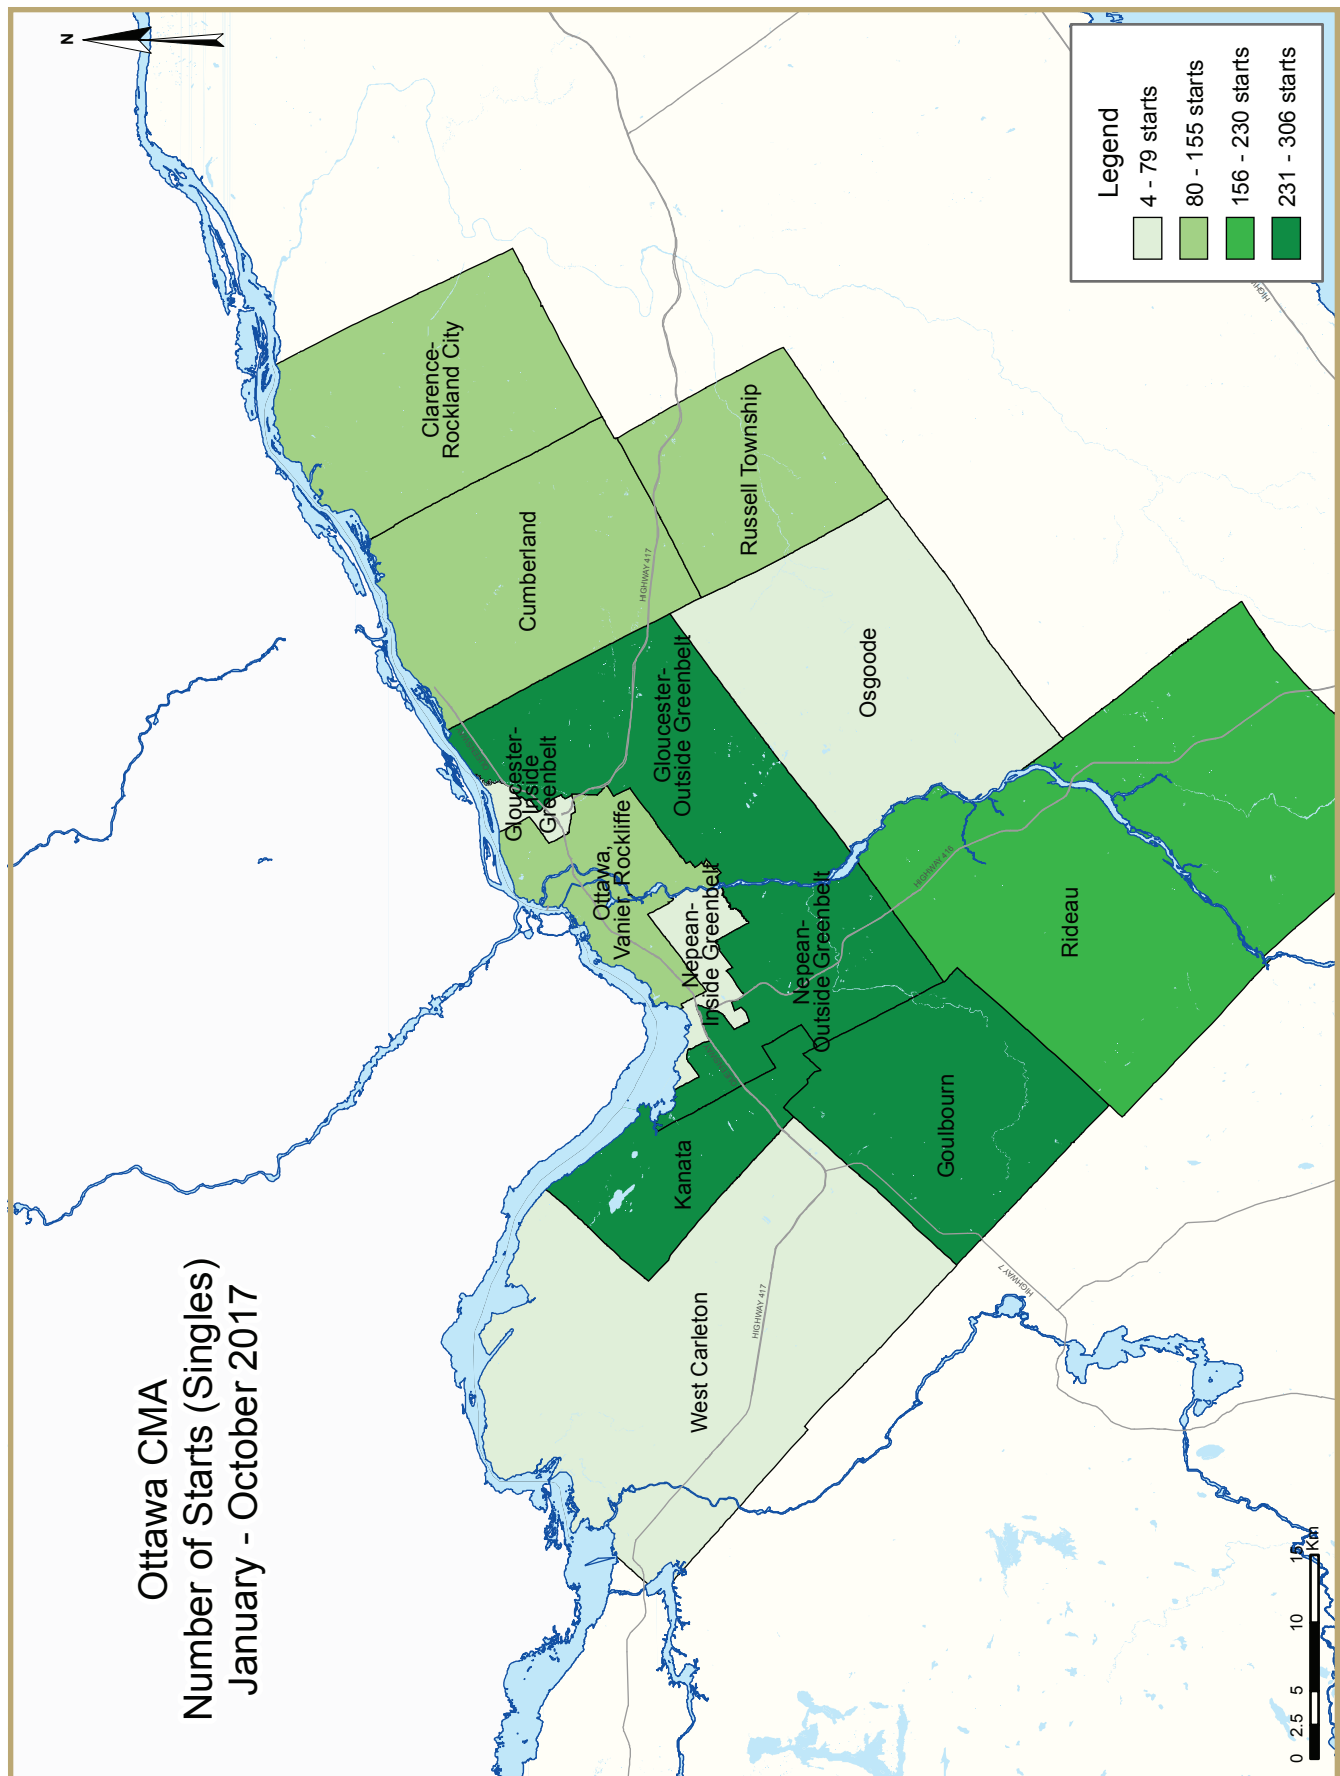 Ottawa CMA
Number of Starts (Singles)
January - October 2017
N
Legend
4 - 79 starts
80 - 155 starts
156 - 230 starts
231 - 306 starts
Clarence-
Rockland City
Cumberland
Russell Township
HIGHWAY 417
Gloucester-
Inside
Greenbelt
Gloucester-
Outside Greenbelt
Osgoode
Ottawa,
Vanier, Rockliffe
Nepean-
Inside Greenbelt
Nepean-
Outside Greenbelt
HIGHWAY 416
Rideau
Kanata
Goulbourn
West Carleton
HIGHWAY 417
HIGHWAY 7
0 2.5 5 10 15
Km